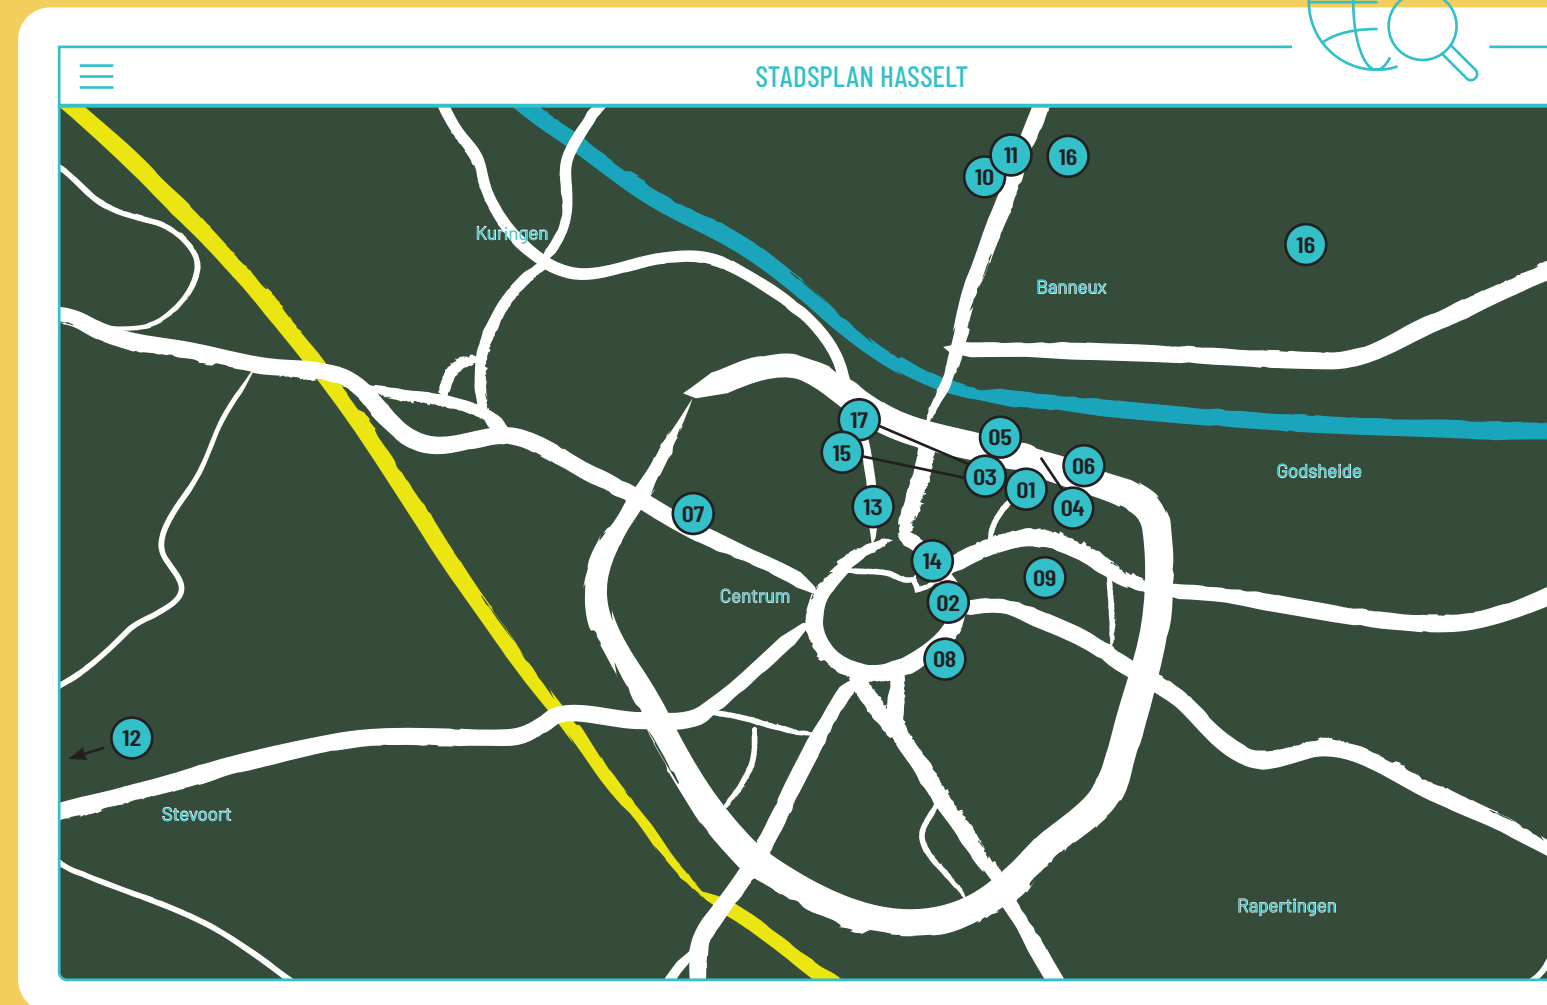 STADSPLAN HASSELT
11
16
10
Kuringen
16
Banneux
17
05
15
06
Godsheide
03
01
13
04
07
14
09
Centrum
02
08
12
Stevoort
Rapertingen